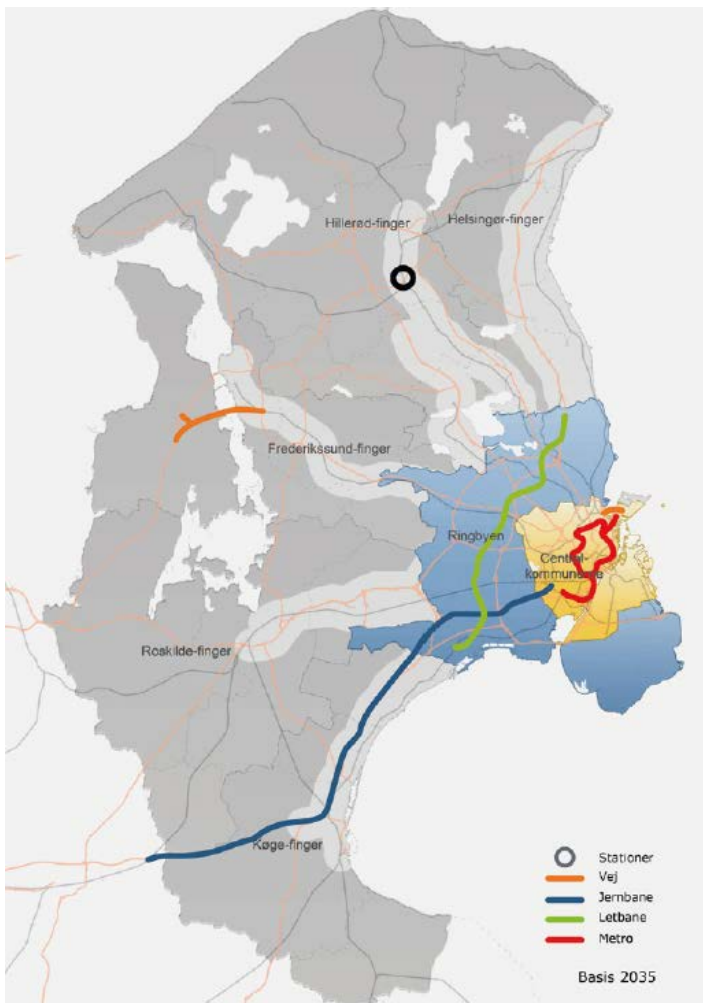 Hillerød-finger
Helsingør-finger
Frederikssund-finger
Ringbyen
Central-
kommunerne
Roskilde-finger
Køge-finger
Stationer
Vej
Jernbane
Letbane
Metro
Basis 2035